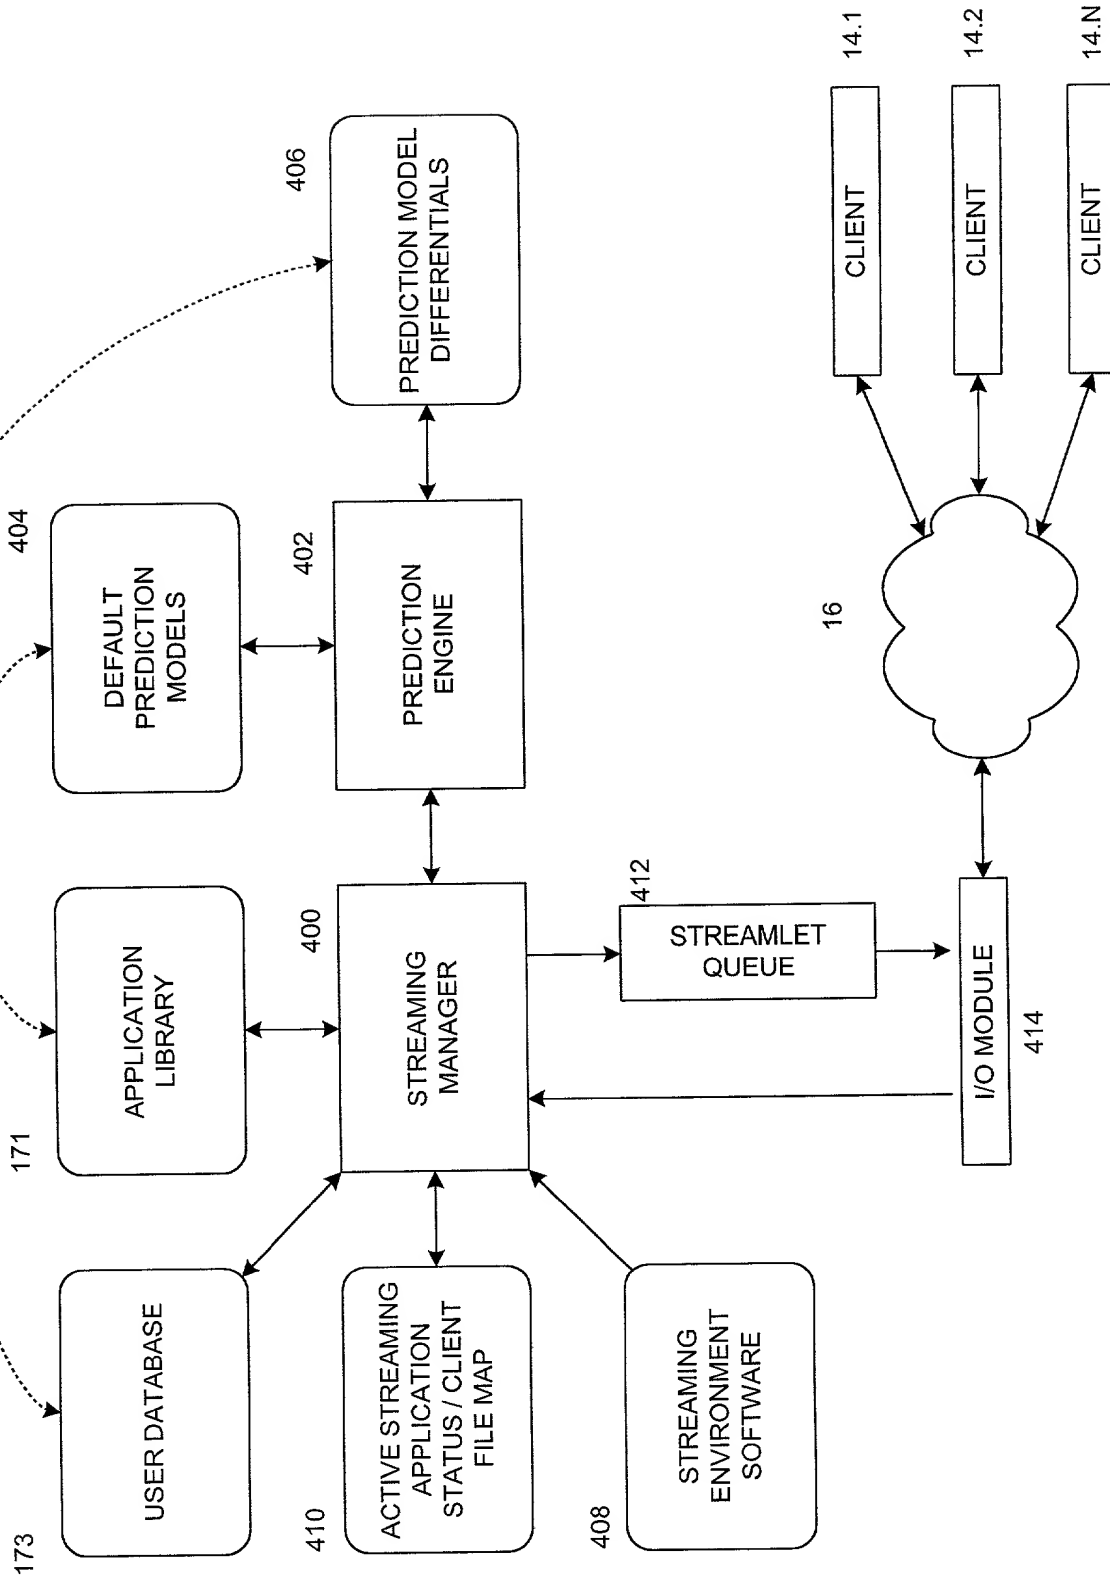 173
USER DATABASE
171
APPLICATION
LIBRARY
404
DEFAULT
PREDICTION
MODELS
410
ACTIVE STREAMING
APPLICATION
STATUS / CLIENT
FILE MAP
400
STREAMING
MANAGER
402
PREDICTION
ENGINE
406
PREDICTION MODEL
DIFFERENTIALS
408
STREAMING
ENVIRONMENT
SOFTWARE
412
STREAMLET
QUEUE
I/O MODULE
414
16
CLIENT
14.1
CLIENT
14.2
CLIENT
14.N